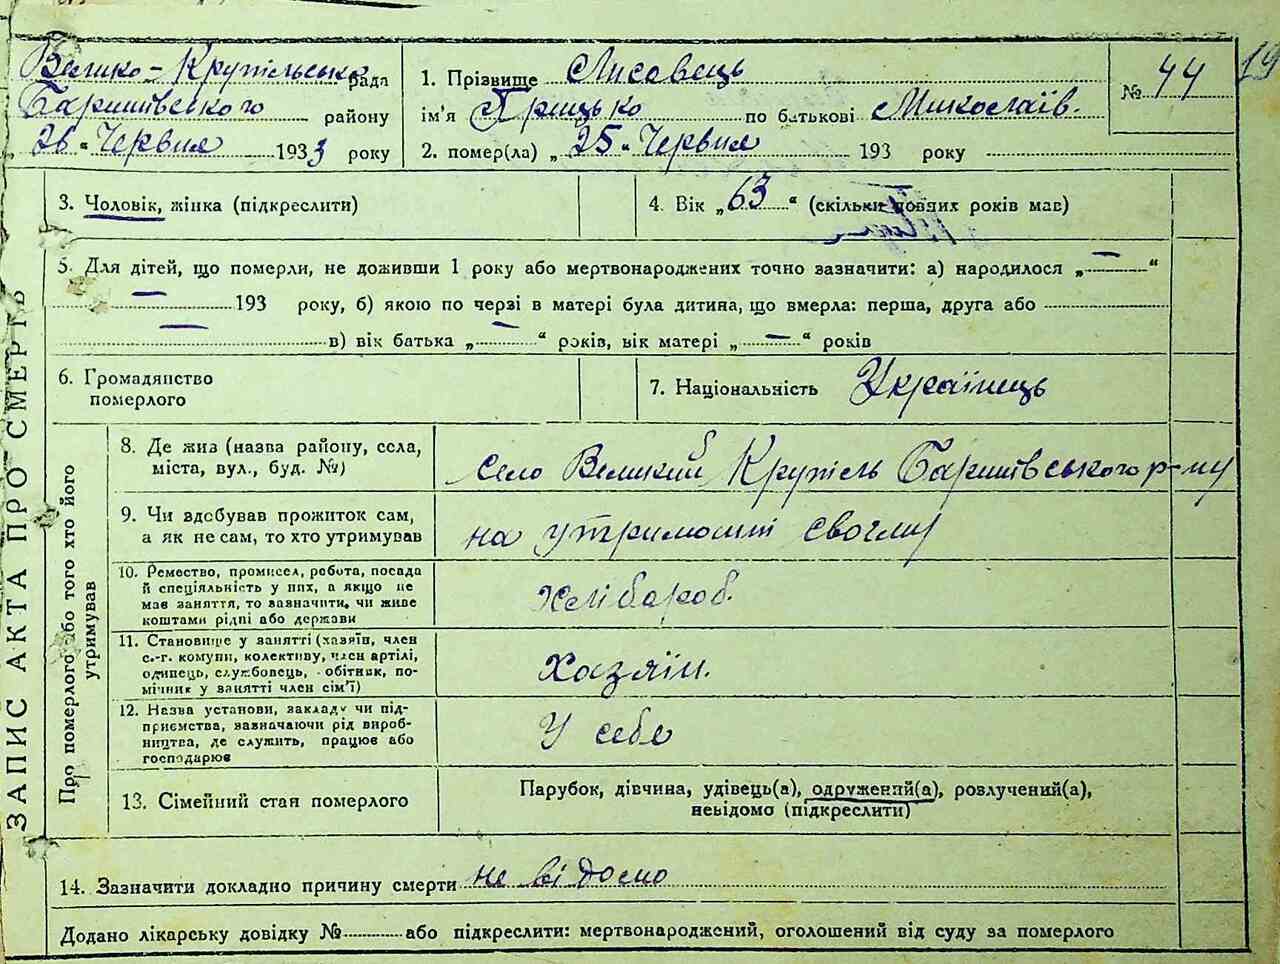 Велико-Крупільська рада
Баришівського району
„26“ Червня 1933 року
1. Прізвище Лисовець
ім'я Грицько по батькові Миколаїв.
2. помер(ла) „25“ Червня 193 року
№ 44
19
3. Чоловік, жінка (підкреслити)
4. Вік „63“ (скільки повних років мав)
5. Для дітей, що померли, не доживши 1 року або мертвонароджених точно зазначити: а) народилося „—“
— 193 року, б) якою по черзі в матері була дитина, що вмерла: перша, друга або
— в) вік батька „—“ років, вік матері „—“ років
6. Громадянство
померлого
7. Національність Українець
ЗАПИС АКТА ПРО СМЕРТЬ
Про померлого або того хто його
утримував
8. Де жив (назва району, села,
міста, вул., буд. №)
село Великий Крупіль Баришівського р-ну
9. Чи здобував прожиток сам,
а як не сам, то хто утримував
на утриманні своєму
10. Ремество, промисел, робота, посада
й спеціяльність у них, а якщо не
мав заняття, то зазначити, чи живе
коштами рідні або держави
Хлібороб.
11. Становище у занятті (хазяїн, член
с.-г. комуни, колективу, член артілі,
одинець, службовець, робітник, по-
мічник у занятті член сім'ї)
Хазяїн.
12. Назва установи, закладу чи під-
приємства, зазначаючи рід вироб-
ництва, де служить, працює або
господарює
У себе
13. Сімейний стан померлого
Парубок, дівчина, удівець(а), одружений(а), розлучений(а),
невідомо (підкреслити)
14. Зазначити докладно причину смерти не відомо
Додано лікарську довідку № або підкреслити: мертвонароджений, оголошений від суду за померлого